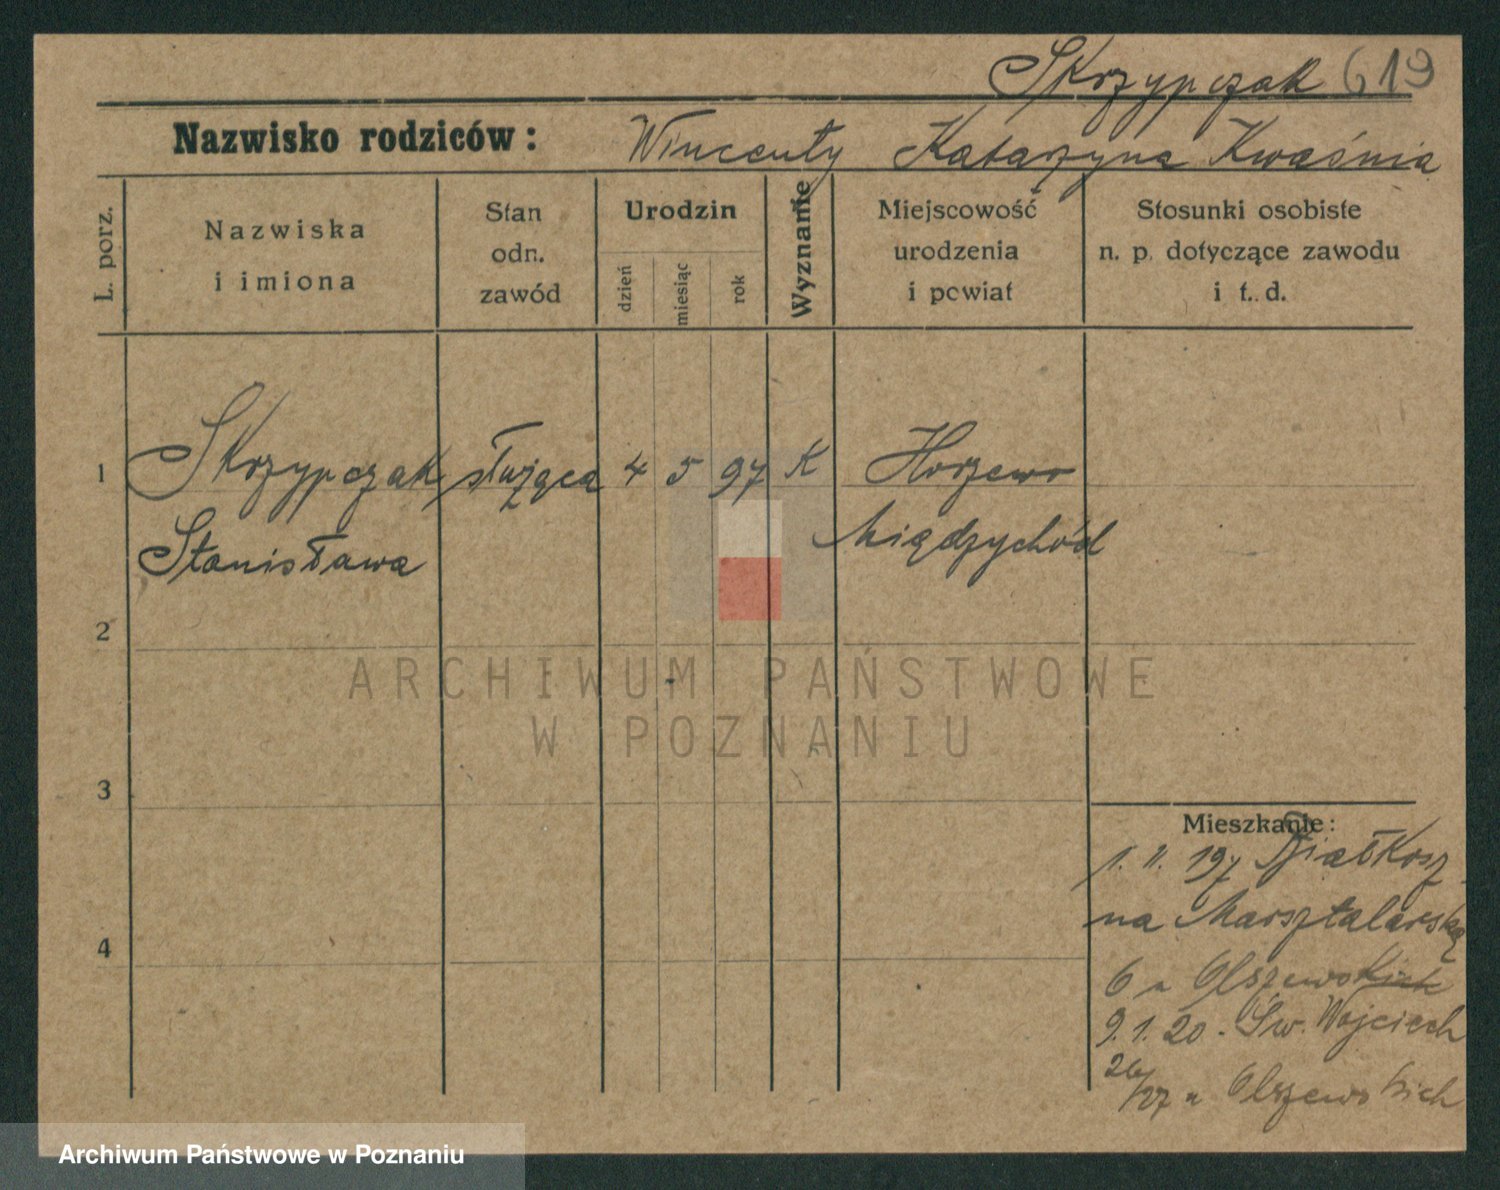 Skrzypczak 619
Nazwisko rodziców: Wincenty Katarzyna Kwaśnia
L. porz.
Nazwiska
i imiona
Stan
odn.
zawód
Urodzin
dzień
miesiąc
rok
Wyznanie
Miejscowość
urodzenia
i powiat
Stosunki osobiste
n. p. dotyczące zawodu
i t. d.
1 Skrzypczak służąca 4 5 97 K Horzewo
Stanisława Międzychód
2
ARCHIWUM PAŃSTWOWE
W POZNANIU
3
Mieszkanie:
1. 11. 19 Białkosz
na Marsztalarską
4
6 u Olszewskich
9.1.20. Św. Wojciech
26/27 u Olszewskich
Archiwum Państwowe w Poznaniu